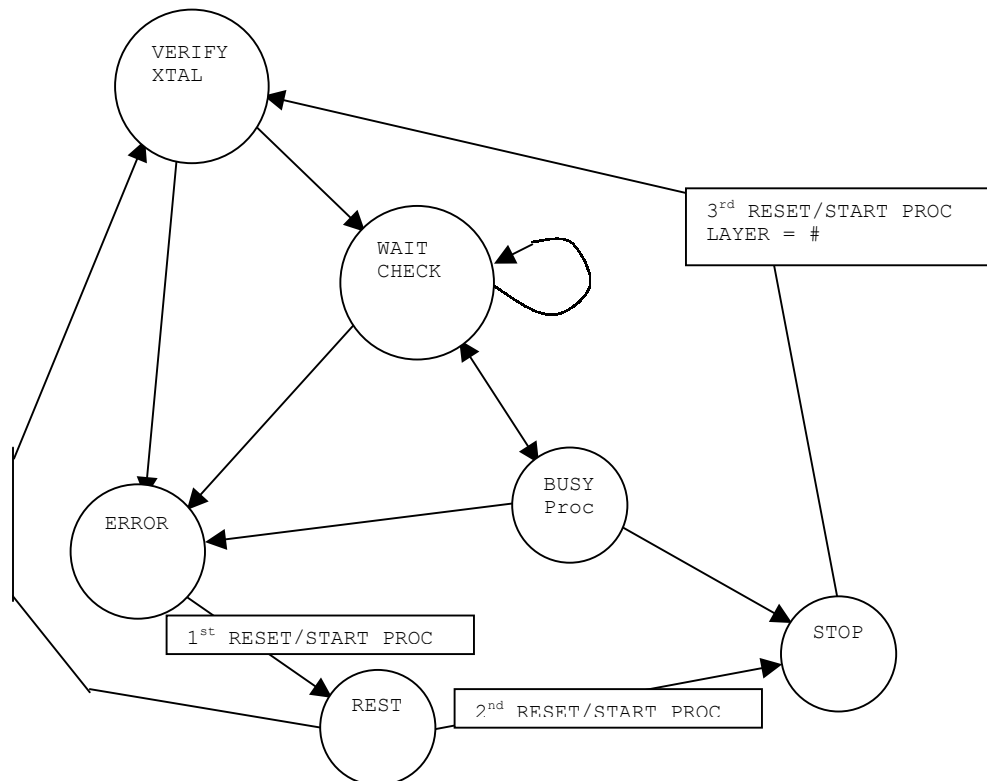 VERIFY
XTAL
3rd RESET/START PROC
LAYER = #
WAIT
CHECK
BUSY
Proc
ERROR
1st RESET/START PROC
STOP
REST
2nd RESET/START PROC